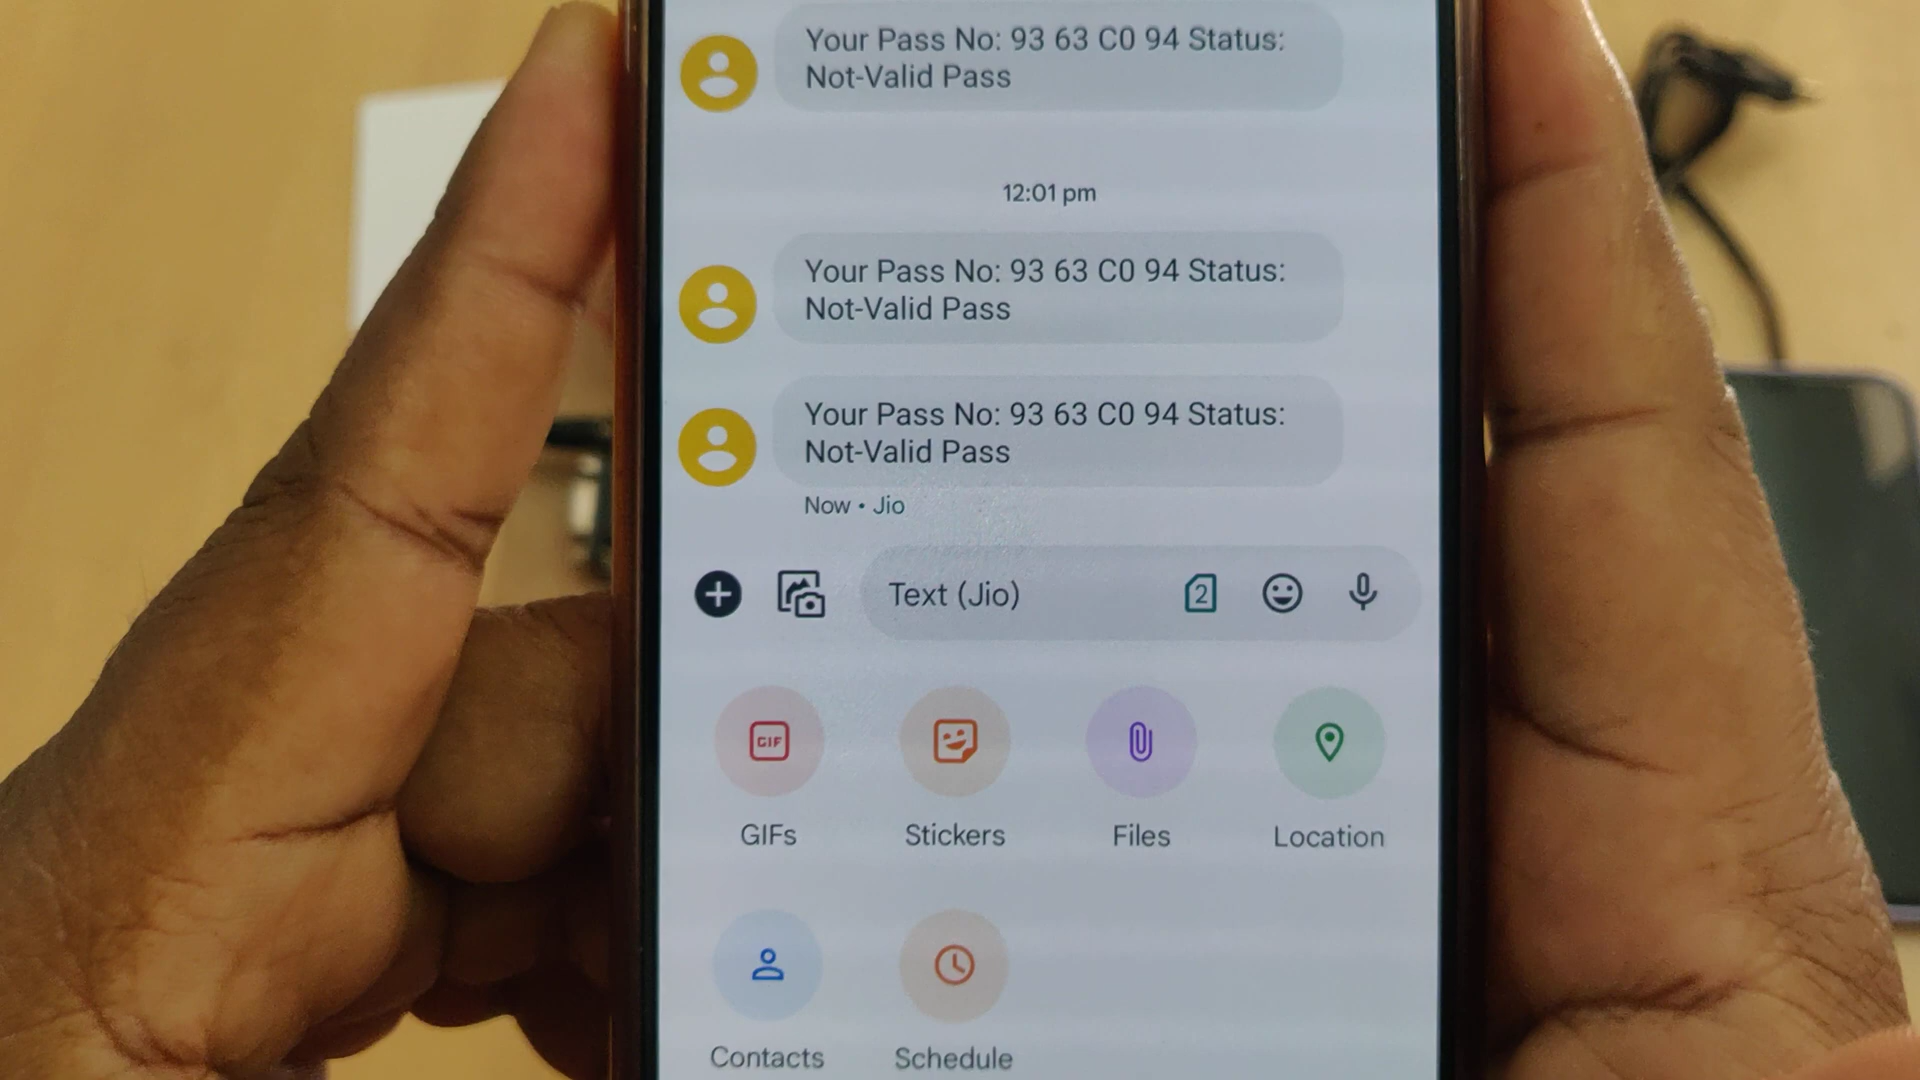 Your Pass No: 93 63 C0 94 Status:
Not-Valid Pass
12:01 pm
Your Pass No: 93 63 C0 94 Status:
Not-Valid Pass
Your Pass No: 93 63 C0 94 Status:
Not-Valid Pass
Now • Jio
Text (Jio) 2
GIF
GIFs Stickers Files Location
Contacts Schedule